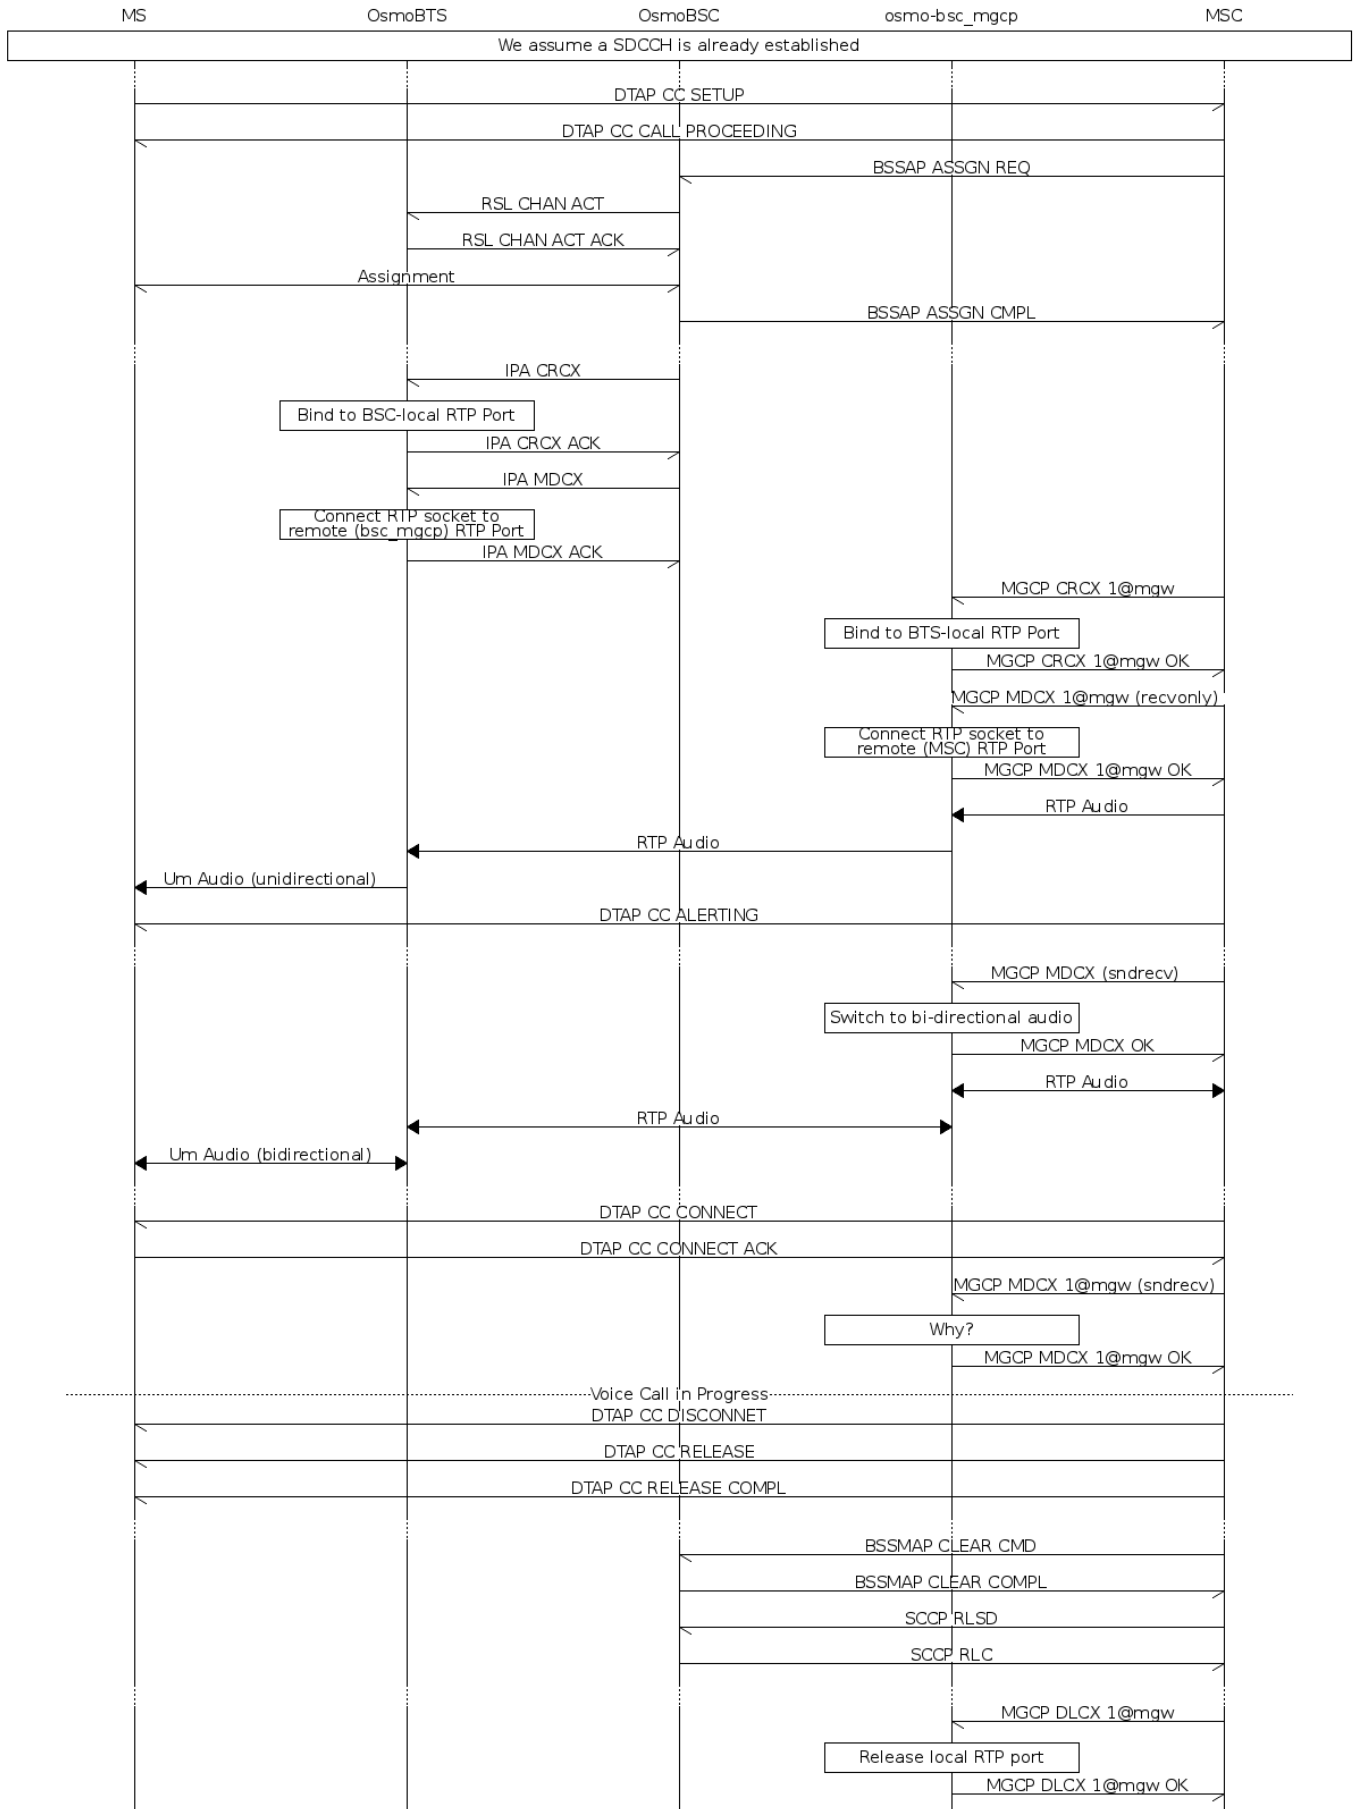 MS OsmoBTS OsmoBSC osmo-bsc_mgcp MSC
We assume a SDCCH is already established
DTAP CC SETUP
DTAP CC CALL PROCEEDING
BSSAP ASSGN REQ
RSL CHAN ACT
RSL CHAN ACT ACK
Assignment
BSSAP ASSGN CMPL
IPA CRCX
Bind to BSC-local RTP Port
IPA CRCX ACK
IPA MDCX
Connect RTP socket to
remote (bsc_mgcp) RTP Port
IPA MDCX ACK
MGCP CRCX 1@mgw
Bind to BTS-local RTP Port
MGCP CRCX 1@mgw OK
MGCP MDCX 1@mgw (recvonly)
Connect RTP socket to
remote (MSC) RTP Port
MGCP MDCX 1@mgw OK
RTP Audio
RTP Audio
Um Audio (unidirectional)
DTAP CC ALERTING
MGCP MDCX (sndrecv)
Switch to bi-directional audio
MGCP MDCX OK
RTP Audio
RTP Audio
Um Audio (bidirectional)
DTAP CC CONNECT
DTAP CC CONNECT ACK
MGCP MDCX 1@mgw (sndrecv)
Why?
MGCP MDCX 1@mgw OK
Voice Call in Progress
DTAP CC DISCONNET
DTAP CC RELEASE
DTAP CC RELEASE COMPL
BSSMAP CLEAR CMD
BSSMAP CLEAR COMPL
SCCP RLSD
SCCP RLC
MGCP DLCX 1@mgw
Release local RTP port
MGCP DLCX 1@mgw OK